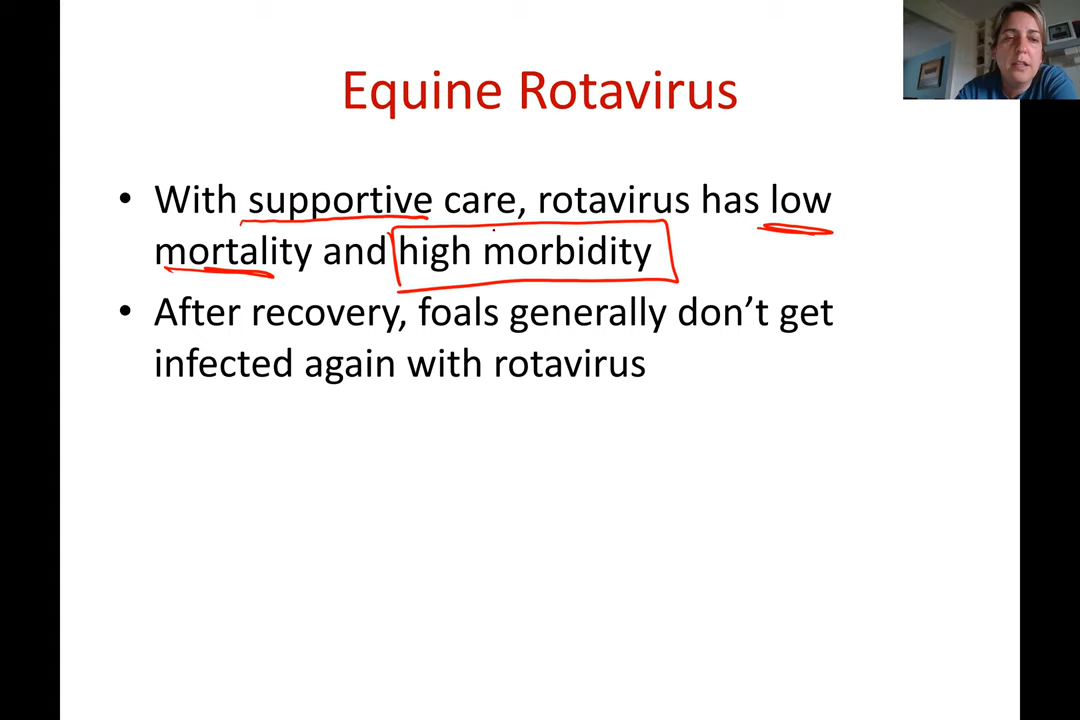 Equine Rotavirus
• With supportive care, rotavirus has low
mortality and high morbidity
• After recovery, foals generally don’t get
infected again with rotavirus